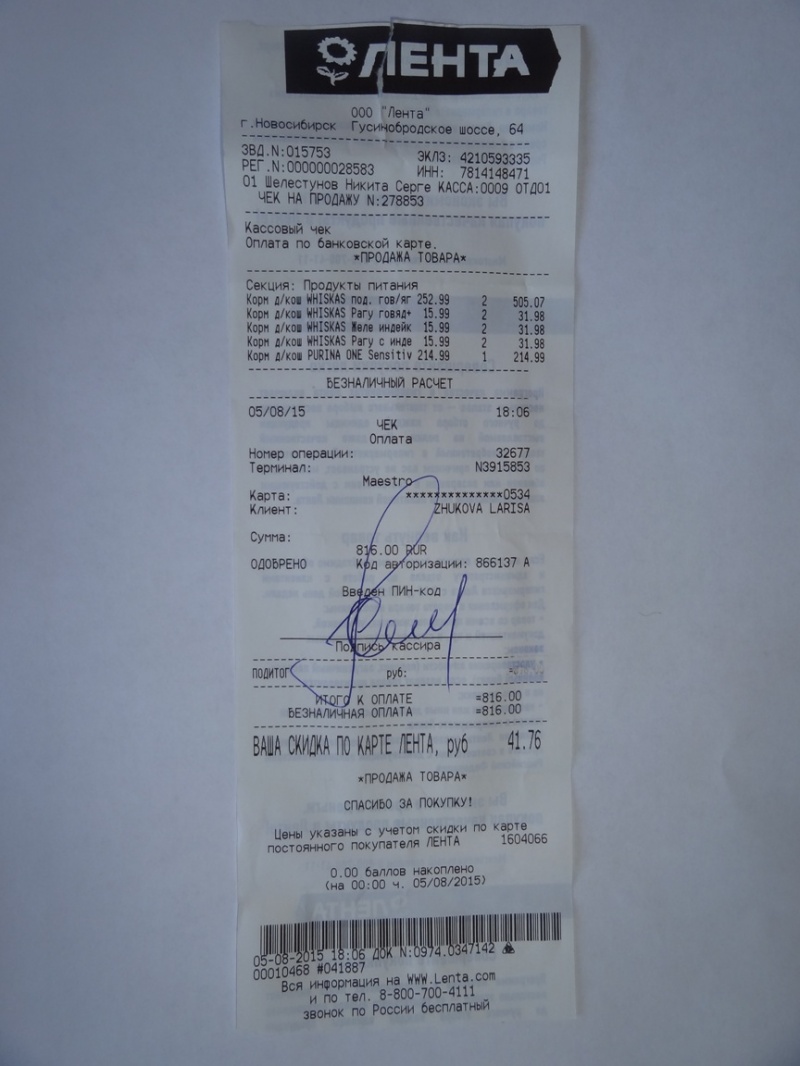 ЛЕНТА
ООО "Лента"
г.Новосибирск Гусинобродское шоссе, 64
ЗВД.N:015753 ЭКЛЗ: 4210593335
РЕГ.N:000000028583 ИНН: 7814148471
01 Шелестунов Никита Серге КАССА:0009 ОТД01
ЧЕК НА ПРОДАЖУ N:278853
Кассовый чек
Оплата по банковской карте.
*ПРОДАЖА ТОВАРА*
Секция: Продукты питания
Корм д/кош WHISKAS под. гов/яг 252.99 2 505.07
Корм д/кош WHISKAS Рагу говяд+ 15.99 2 31.98
Корм д/кош WHISKAS Желе индейк 15.99 2 31.98
Корм д/кош WHISKAS Рагу с инде 15.99 2 31.98
Корм д/кош PURINA ONE Sensitiv 214.99 1 214.99
БЕЗНАЛИЧНЫЙ РАСЧЕТ
05/08/15 18:06
ЧЕК
Оплата
Номер операции: 32677
Терминал: N3915853
Maestro
Карта: **************0534
Клиент: ZHUKOVA LARISA
Сумма:
816.00 RUR
ОДОБРЕНО Код авторизации: 866137 А
Введен ПИН-код
Подпись кассира
ПОДИТОГ руб:
ИТОГО К ОПЛАТЕ =816.00
БЕЗНАЛИЧНАЯ ОПЛАТА =816.00
ВАША СКИДКА ПО КАРТЕ ЛЕНТА, руб 41.76
*ПРОДАЖА ТОВАРА*
СПАСИБО ЗА ПОКУПКУ!
Цены указаны с учетом скидки по карте
постоянного покупателя ЛЕНТА 1604066
0.00 баллов накоплено
(на 00:00 ч. 05/08/2015)
05-08-2015 18:06 ДОК N:0974.0347142
00010468 #041887
Вся информация на WWW.Lenta.com
и по тел. 8-800-700-4111
звонок по России бесплатный